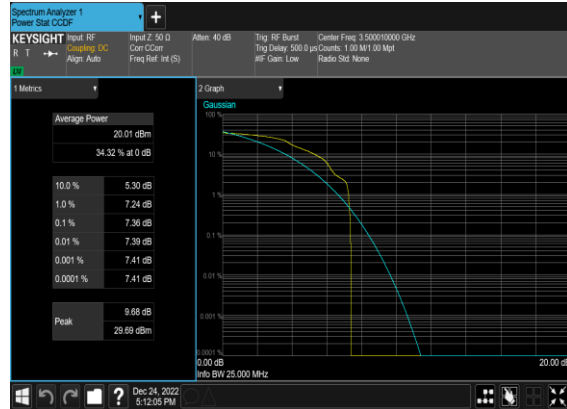 Spectrum Analyzer 1
Power Stat CCDF
+
KEYSIGHT
R T
LXI
Input: RF
Coupling: DC
Align: Auto
Input Z: 50 Ω
Corr CCorr
Freq Ref: Int (S)
Atten: 40 dB
Trig: RF Burst
Trig Delay: 500.0 µs
#IF Gain: Low
Center Freq: 3.500010000 GHz
Counts: 1.00 M/1.00 Mpt
Radio Std: None
1 Metrics
Average Power
20.01 dBm
34.32 % at 0 dB
10.0 % 5.30 dB
1.0 % 7.24 dB
0.1 % 7.36 dB
0.01 % 7.39 dB
0.001 % 7.41 dB
0.0001 % 7.41 dB
Peak
9.68 dB
29.69 dBm
2 Graph
Gaussian
100 %
10 %
1 %
0.1 %
0.01 %
0.001 %
0.0001 %
0.00 dB 20.00 dB
Info BW 25.000 MHz
? Dec 24, 2022
5:12:05 PM